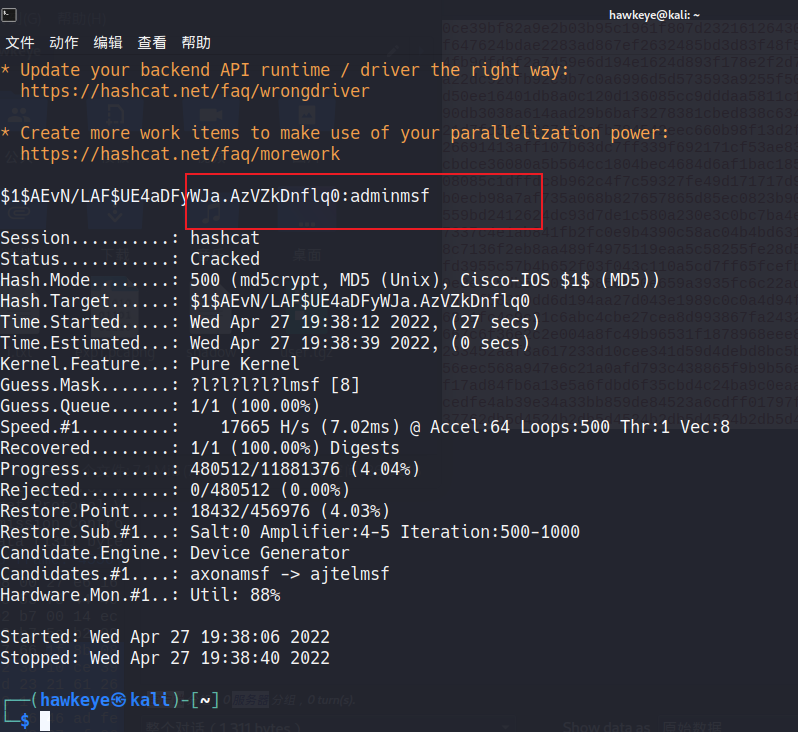 hawkeye@kali: ~
文件 动作 编辑 查看 帮助
* Update your backend API runtime / driver the right way:
https://hashcat.net/faq/wrongdriver
* Create more work items to make use of your parallelization power:
https://hashcat.net/faq/morework
$1$AEvN/LAF$UE4aDFyWJa.AzVZkDnflq0:adminmsf
Session..........: hashcat
Status...........: Cracked
Hash.Mode........: 500 (md5crypt, MD5 (Unix), Cisco-IOS $1$ (MD5))
Hash.Target......: $1$AEvN/LAF$UE4aDFyWJa.AzVZkDnflq0
Time.Started.....: Wed Apr 27 19:38:12 2022, (27 secs)
Time.Estimated...: Wed Apr 27 19:38:39 2022, (0 secs)
Kernel.Feature...: Pure Kernel
Guess.Mask.......: ?l?l?l?l?lmsf [8]
Guess.Queue......: 1/1 (100.00%)
Speed.#1.........:    17665 H/s (7.02ms) @ Accel:64 Loops:500 Thr:1 Vec:8
Recovered........: 1/1 (100.00%) Digests
Progress.........: 480512/11881376 (4.04%)
Rejected.........: 0/480512 (0.00%)
Restore.Point....: 18432/456976 (4.03%)
Restore.Sub.#1...: Salt:0 Amplifier:4-5 Iteration:500-1000
Candidate.Engine.: Device Generator
Candidates.#1....: axonamsf -> ajtelmsf
Hardware.Mon.#1..: Util: 88%
Started: Wed Apr 27 19:38:06 2022
Stopped: Wed Apr 27 19:38:40 2022
┌──(hawkeye㉿kali)-[~]
└─$